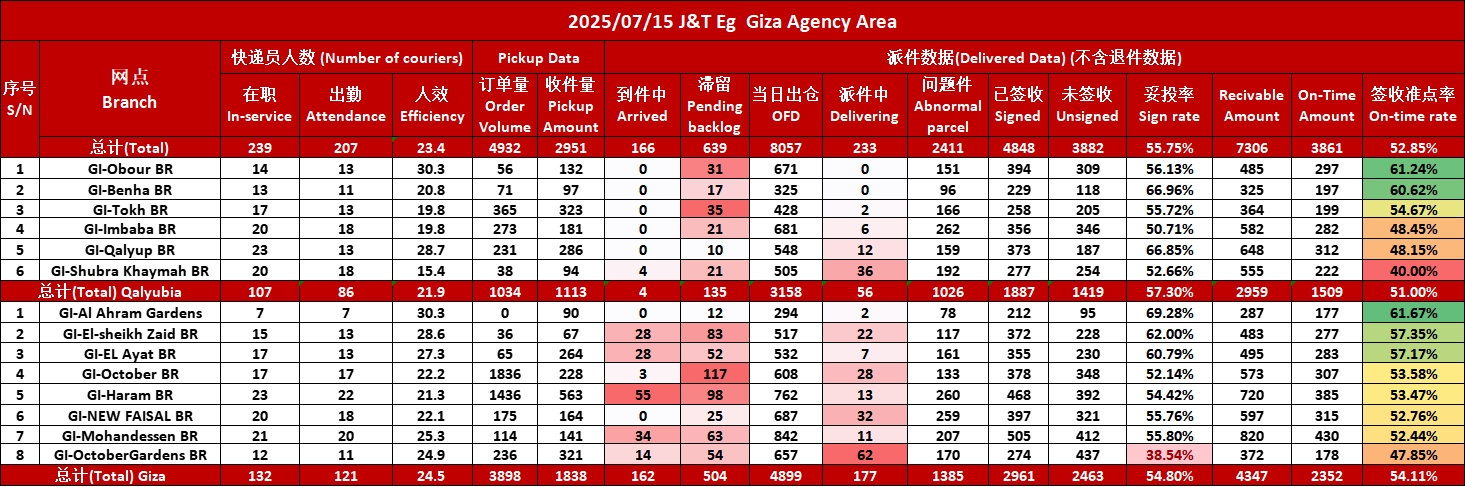 2025/07/15 J&T Eg Giza Agency Area
序号 S/N 网点 Branch 快递员人数 (Number of couriers) Pickup Data 派件数据(Delivered Data) (不含退件数据)
在职 In-service 出勤 Attendance 人效 Efficiency 订单量 Order Volume 收件量 Pickup Amount 到件中 Arrived 滞留 Pending backlog 当日出仓 OFD 派件中 Delivering 问题件 Abnormal parcel 已签收 Signed 未签收 Unsigned 妥投率 Sign rate Recivable Amount On-Time Amount 签收准点率 On-time rate
总计(Total) 239 207 23.4 4932 2951 166 639 8057 233 2411 4848 3882 55.75% 7306 3861 52.85%
1 GI-Obour BR 14 13 30.3 56 132 0 31 671 0 151 394 309 56.13% 485 297 61.24%
2 GI-Benha BR 13 11 20.8 71 97 0 17 325 0 96 229 118 66.96% 325 197 60.62%
3 GI-Tokh BR 17 13 19.8 365 323 0 35 428 2 166 258 205 55.72% 364 199 54.67%
4 GI-Imbaba BR 20 18 19.8 273 181 0 21 681 6 262 356 346 50.71% 582 282 48.45%
5 GI-Qalyup BR 23 13 28.7 231 286 0 10 548 12 159 373 187 66.85% 648 312 48.15%
6 GI-Shubra Khaymah BR 20 18 15.4 38 94 4 21 505 36 192 277 254 52.66% 555 222 40.00%
总计(Total) Qalyubia 107 86 21.9 1034 1113 4 135 3158 56 1026 1887 1419 57.30% 2959 1509 51.00%
1 GI-Al Ahram Gardens 7 7 30.3 0 90 0 12 294 2 78 212 95 69.28% 287 177 61.67%
2 GI-El-sheikh Zaid BR 15 13 28.6 36 67 28 83 517 22 117 372 228 62.00% 483 277 57.35%
3 GI-EL Ayat BR 17 13 27.3 65 264 28 52 532 7 161 355 230 60.79% 495 283 57.17%
4 GI-October BR 17 17 22.2 1836 228 3 117 608 28 133 378 348 52.14% 573 307 53.58%
5 GI-Haram BR 23 22 21.3 1436 563 55 98 762 13 260 468 392 54.42% 720 385 53.47%
6 GI-NEW FAISAL BR 20 18 22.1 175 164 0 25 687 32 259 397 321 55.76% 597 315 52.76%
7 GI-Mohandessen BR 21 20 25.3 114 141 34 63 842 11 207 505 412 55.80% 820 430 52.44%
8 GI-OctoberGardens BR 12 11 24.9 236 321 14 54 657 62 170 274 437 38.54% 372 178 47.85%
总计(Total) Giza 132 121 24.5 3898 1838 162 504 4899 177 1385 2961 2463 54.80% 4347 2352 54.11%